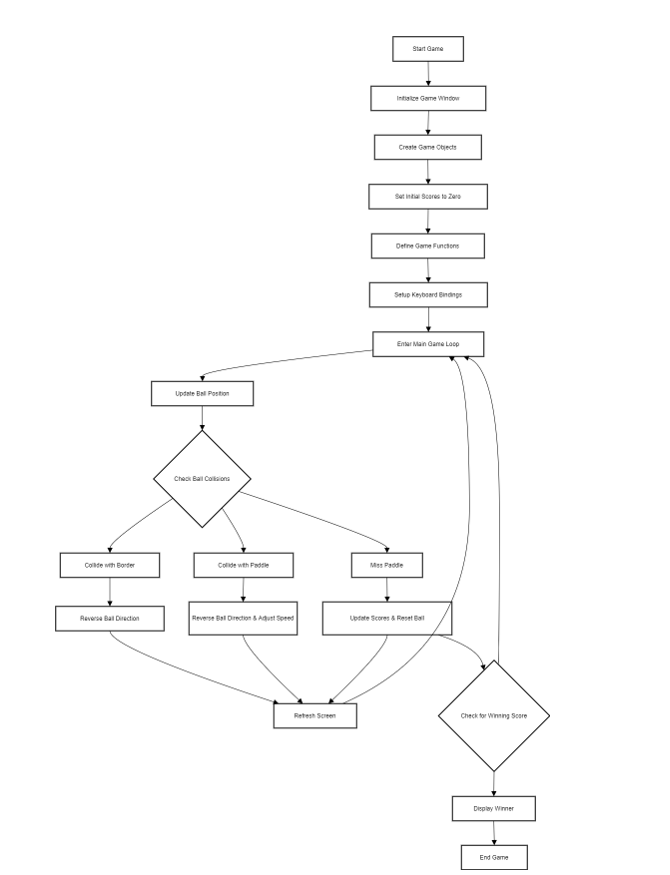 Start Game
Initialize Game Window
Create Game Objects
Set Initial Scores to Zero
Define Game Functions
Setup Keyboard Bindings
Enter Main Game Loop
Update Ball Position
Check Ball Collisions
Collide with Border
Collide with Paddle
Miss Paddle
Reverse Ball Direction
Reverse Ball Direction & Adjust Speed
Update Scores & Reset Ball
Refresh Screen
Check for Winning Score
Display Winner
End Game